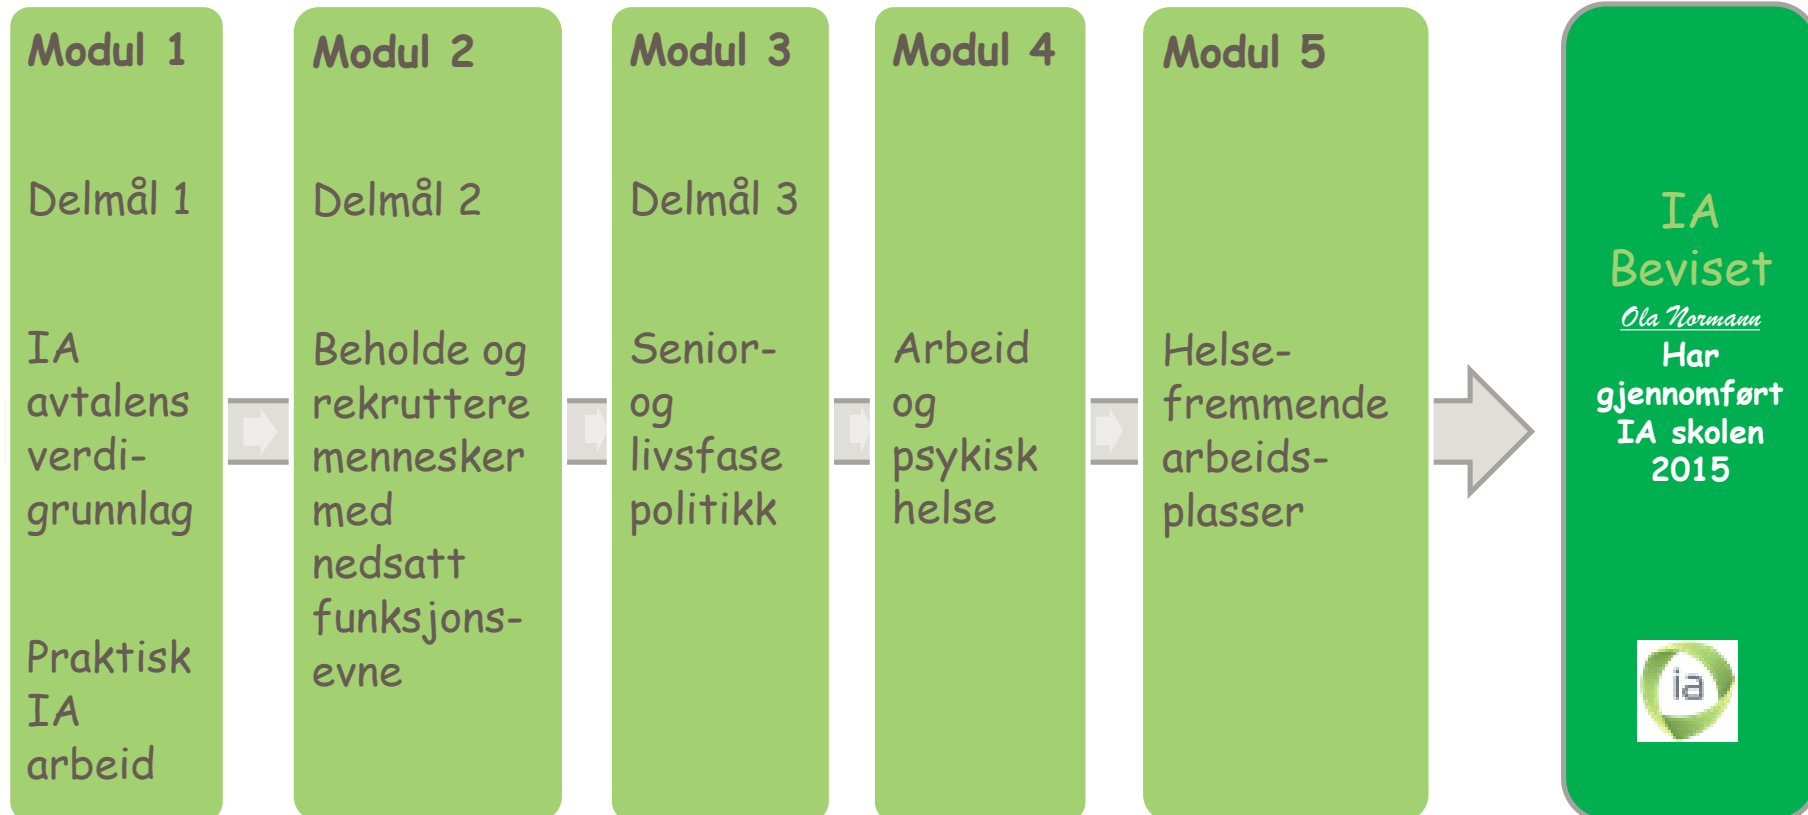 Modul 1
Delmål 1
IA
avtalens
verdi-
grunnlag
Praktisk
IA
arbeid
Modul 2
Delmål 2
Beholde og
rekruttere
mennesker
med
nedsatt
funksjons-
evne
Modul 3
Delmål 3
Senior-
og
livsfase
politikk
Modul 4
Arbeid
og
psykisk
helse
Modul 5
Helse-
fremmende
arbeids-
plasser
IA
Beviset
Ola Normann
Har
gjennomført
IA skolen
2015
ia